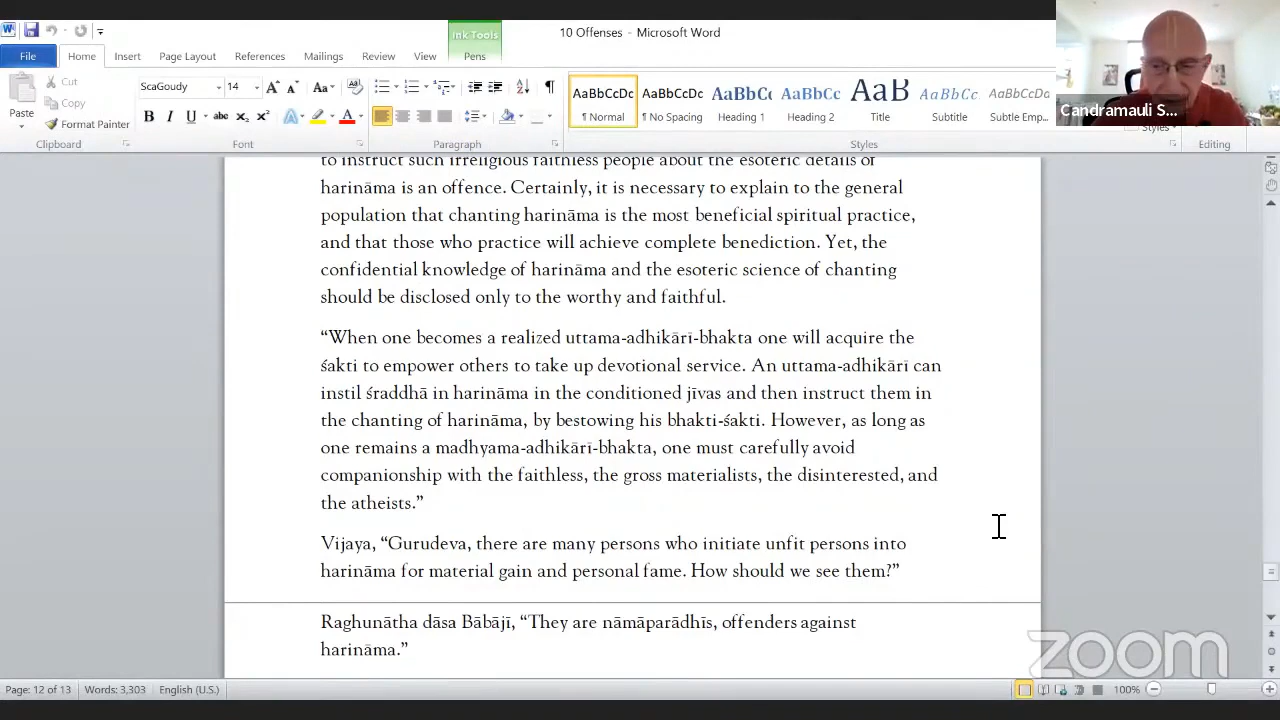 Ink Tools
10 Offenses - Microsoft Word
File Home Insert Page Layout References Mailings Review View Pens
Paste
Cut
Copy
Format Painter
ScaGoudy 14
AaBbCcDc AaBbCcDc AaBbC AaBbCc AaB AaBbCc. AaBbCcDc
¶ Normal ¶ No Spacing Heading 1 Heading 2 Title Subtitle Subtle Emp...
Styles
Clipboard Font Paragraph Styles Editing
Candramauli S...
to instruct such irreligious faithless people about the esoteric details of
harināma is an offence. Certainly, it is necessary to explain to the general
population that chanting harināma is the most beneficial spiritual practice,
and that those who practice will achieve complete benediction. Yet, the
confidential knowledge of harināma and the esoteric science of chanting
should be disclosed only to the worthy and faithful.
“When one becomes a realized uttama-adhikārī-bhakta one will acquire the
śakti to empower others to take up devotional service. An uttama-adhikārī can
instil śraddhā in harināma in the conditioned jīvas and then instruct them in
the chanting of harināma, by bestowing his bhakti-śakti. However, as long as
one remains a madhyama-adhikārī-bhakta, one must carefully avoid
companionship with the faithless, the gross materialists, the disinterested, and
the atheists.”
Vijaya, “Gurudeva, there are many persons who initiate unfit persons into
harināma for material gain and personal fame. How should we see them?”
Raghunātha dāsa Bābājī, “They are nāmāparādhīs, offenders against
harināma.”
zoom
Page: 12 of 13 Words: 3,303 English (U.S.) 100%